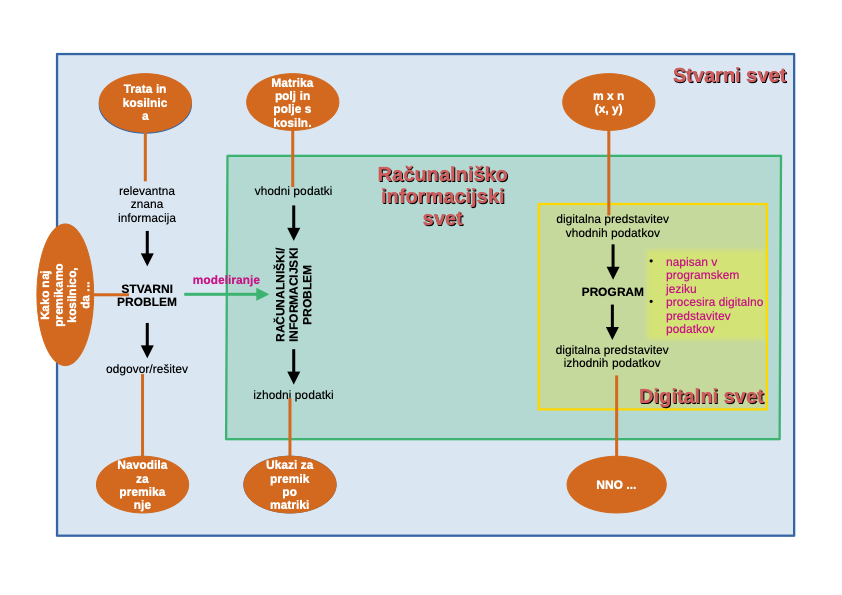 Stvarni svet
Trata in
kosilnic
a
Matrika
polj in
polje s
kosiln.
m x n
(x, y)
Računalniško
informacijski
svet
relevantna
znana
informacija
vhodni podatki
digitalna predstavitev
vhodnih podatkov
Kako naj
premikamo
kosilnico,
da ...
STVARNI
PROBLEM
modeliranje
RAČUNALNIŠKI/
INFORMACIJSKI
PROBLEM
PROGRAM
• napisan v
programskem
jeziku
• procesira digitalno
predstavitev
podatkov
odgovor/rešitev
izhodni podatki
digitalna predstavitev
izhodnih podatkov
Digitalni svet
Navodila
za
premika
nje
Ukazi za
premik
po
matriki
NNO ...